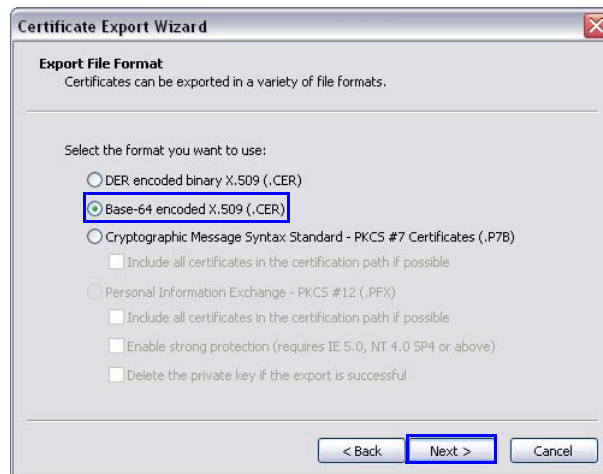 Certificate Export Wizard
Export File Format
Certificates can be exported in a variety of file formats.
Select the format you want to use:
DER encoded binary X.509 (.CER)
Base-64 encoded X.509 (.CER)
Cryptographic Message Syntax Standard - PKCS #7 Certificates (.P7B)
Include all certificates in the certification path if possible
Personal Information Exchange - PKCS #12 (.PFX)
Include all certificates in the certification path if possible
Enable strong protection (requires IE 5.0, NT 4.0 SP4 or above)
Delete the private key if the export is successful
< Back Next > Cancel